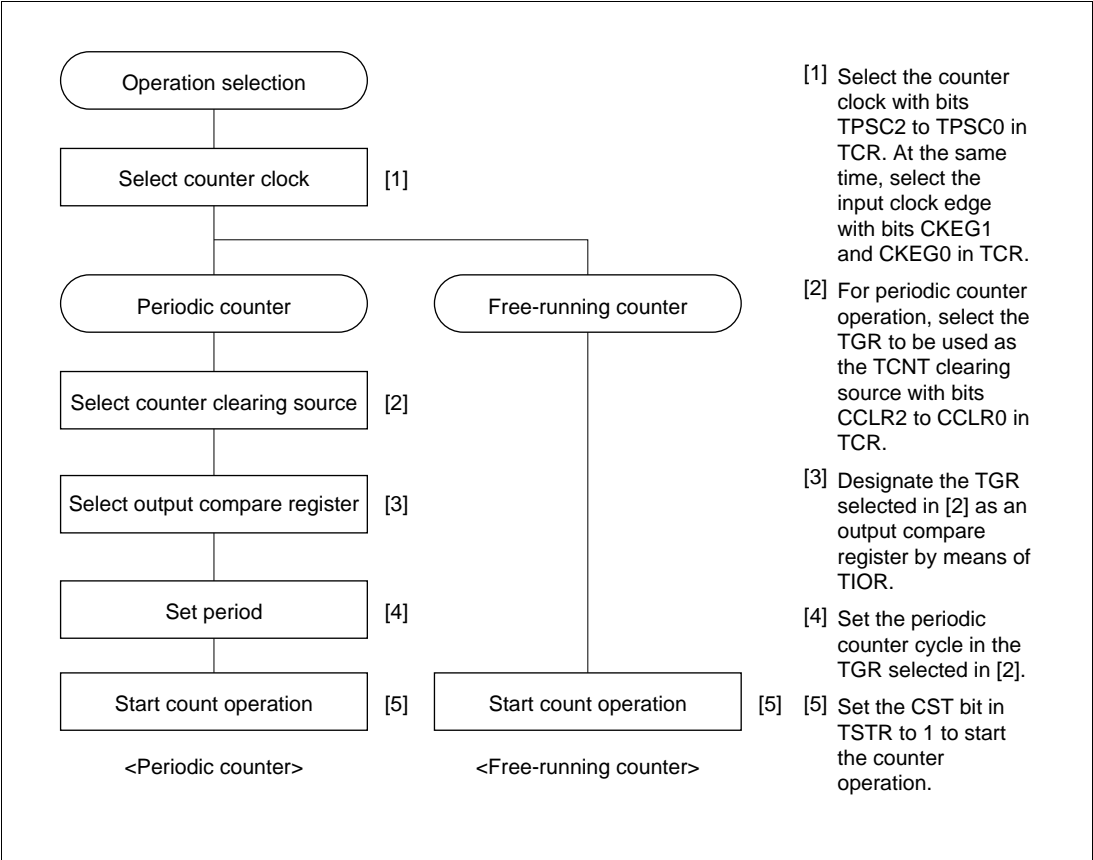 Operation selection
Select counter clock
[1]
Periodic counter
Free-running counter
Select counter clearing source
[2]
Select output compare register
[3]
Set period
[4]
Start count operation
[5]
Start count operation
[5]
<Periodic counter>
<Free-running counter>
[1] Select the counter
clock with bits
TPSC2 to TPSC0 in
TCR. At the same
time, select the
input clock edge
with bits CKEG1
and CKEG0 in TCR.
[2] For periodic counter
operation, select the
TGR to be used as
the TCNT clearing
source with bits
CCLR2 to CCLR0 in
TCR.
[3] Designate the TGR
selected in [2] as an
output compare
register by means of
TIOR.
[4] Set the periodic
counter cycle in the
TGR selected in [2].
[5] Set the CST bit in
TSTR to 1 to start
the counter
operation.